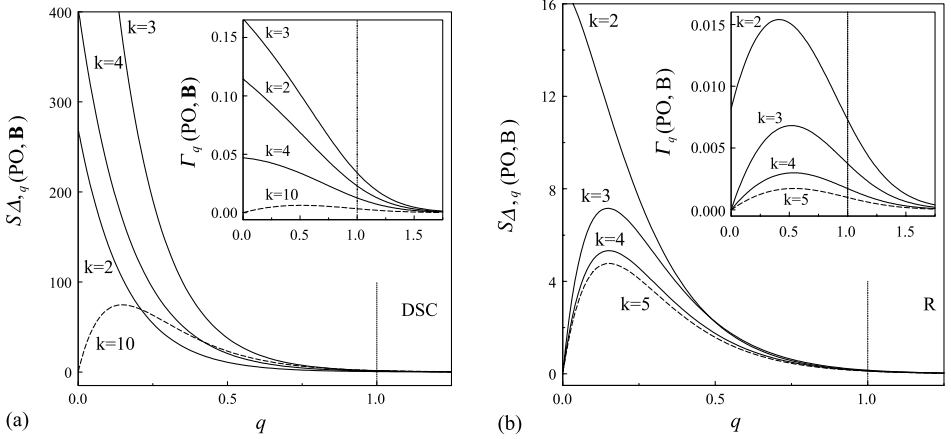 400
300
200
100
0
0.0
0.5
1.0
SΔ,q (PO, B)
q
k=3
k=4
k=2
k=10
DSC
(a)
0.15
0.10
0.05
0.00
0.0
0.5
1.0
1.5
Γq (PO, B)
k=3
k=2
k=4
k=10
16
12
8
4
0
0.0
0.5
1.0
SΔ,q (PO, B)
q
k=2
k=3
k=4
k=5
R
(b)
0.015
0.010
0.005
0.000
0.0
0.5
1.0
1.5
Γq (PO, B)
k=2
k=3
k=4
k=5